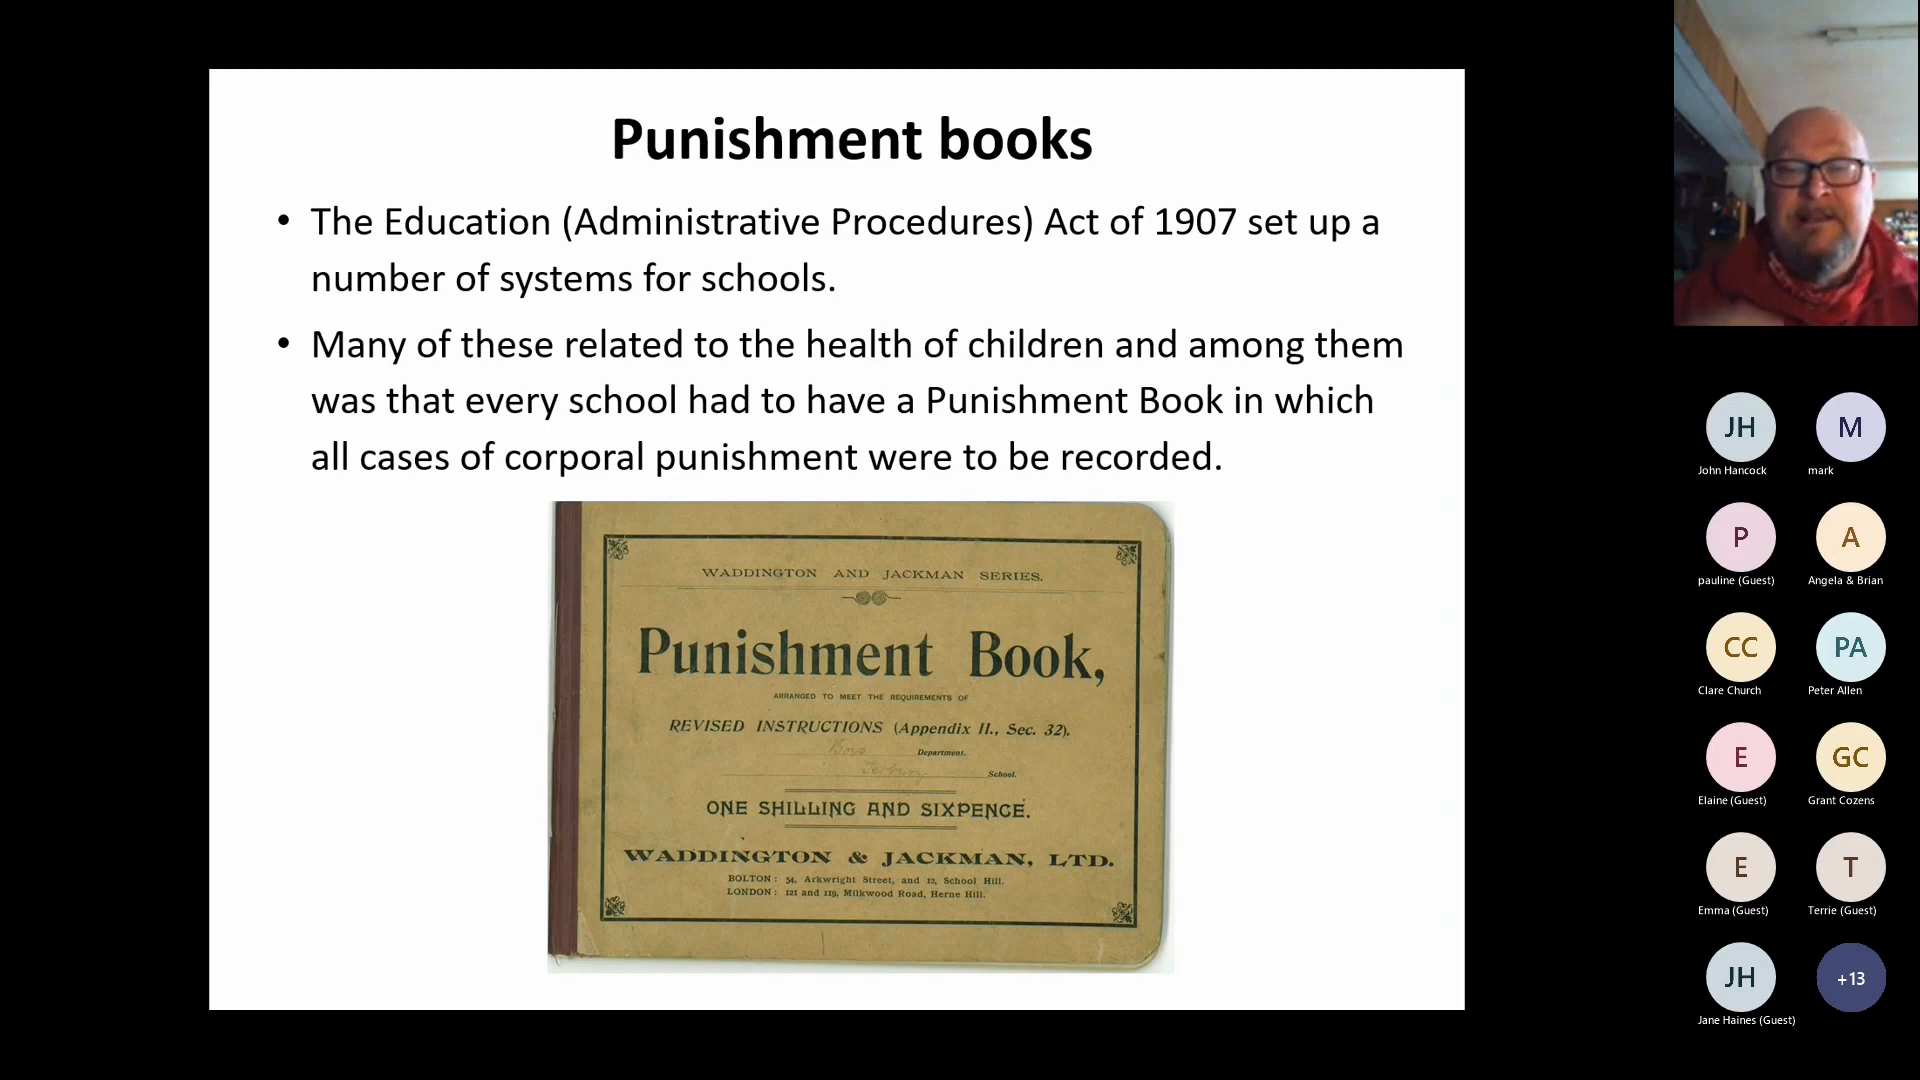 Punishment books
• The Education (Administrative Procedures) Act of 1907 set up a
number of systems for schools.
• Many of these related to the health of children and among them
was that every school had to have a Punishment Book in which
all cases of corporal punishment were to be recorded.
WADDINGTON AND JACKMAN SERIES.
Punishment Book,
ARRANGED TO MEET THE REQUIREMENTS OF
REVISED INSTRUCTIONS (Appendix II., Sec. 32).
Boys Department.
School.
ONE SHILLING AND SIXPENCE.
WADDINGTON & JACKMAN, LTD.
BOLTON: 54, Arkwright Street, and 12, School Hill.
LONDON: 121 and 119, Milkwood Road, Herne Hill.
JH
John Hancock
M
mark
P
pauline (Guest)
A
Angela & Brian
CC
Clare Church
PA
Peter Allen
E
Elaine (Guest)
GC
Grant Cozens
E
Emma (Guest)
T
Terrie (Guest)
JH
Jane Haines (Guest)
+13